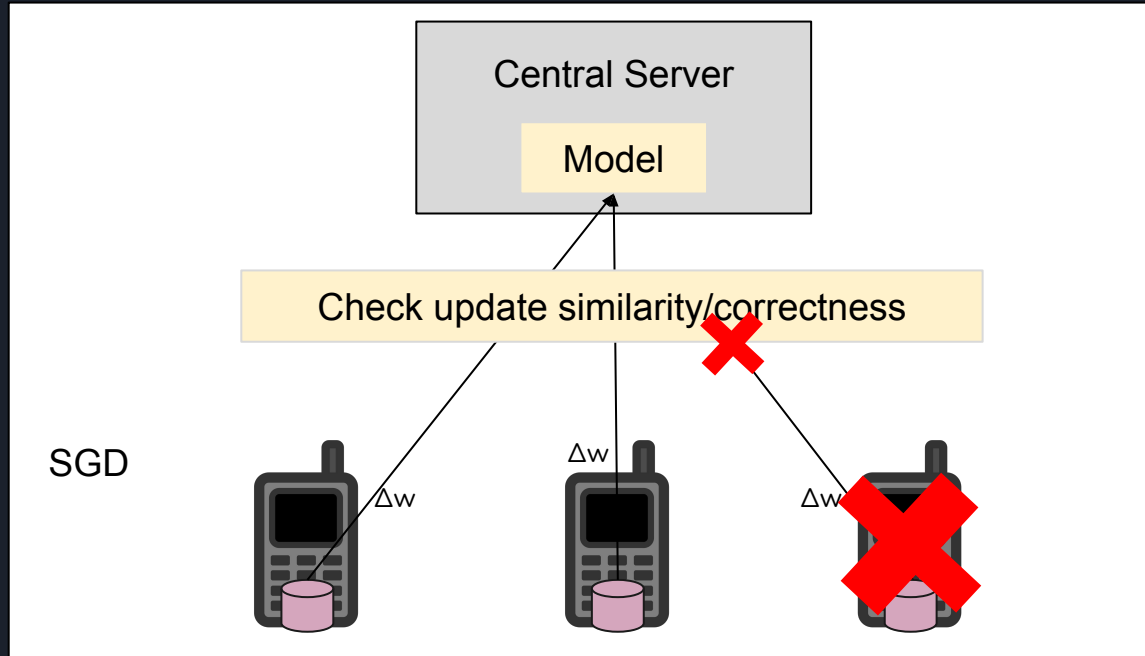 Central Server
Model
Check update similarity/correctness
SGD
Δw
Δw
Δw